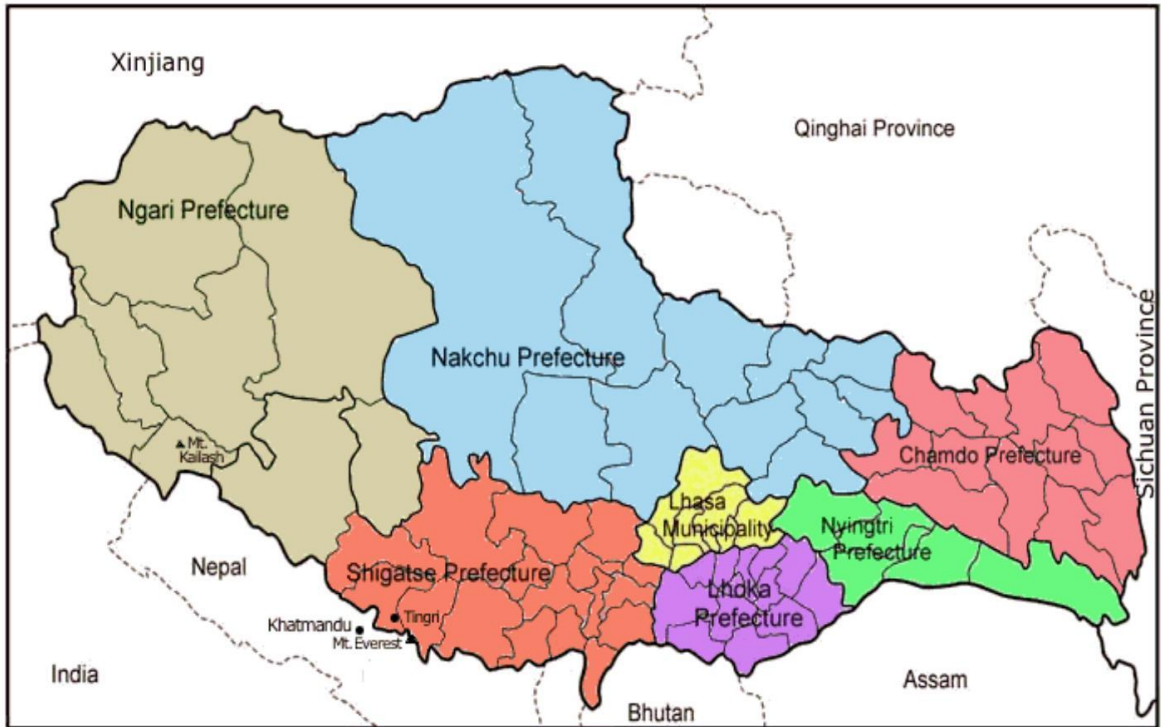 Xinjiang
Qinghai Province
Ngari Prefecture
Sichuan Province
Nakchu Prefecture
Mt.
Kailash
Chamdo Prefecture
Lhasa
Municipality
Nyingtri
Prefecture
Nepal
Shigatse Prefecture
Lhoka
Prefecture
Tingri
Khatmandu
Mt. Everest
India
Assam
Bhutan